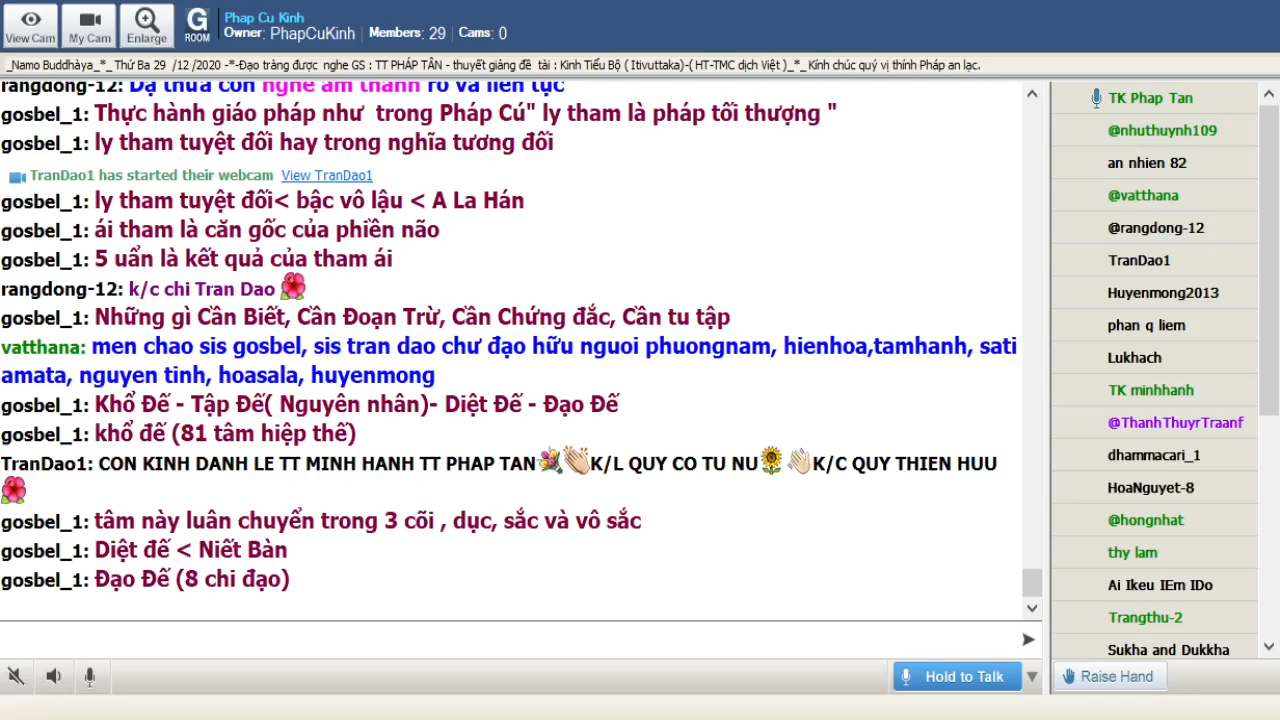 View Cam
My Cam
Enlarge
G
ROOM
Phap Cu Kinh
Owner: PhapCuKinh | Members: 29 | Cams: 0
_Namo Buddhàya_*_ Thứ Ba 29 /12 /2020 -*-Đạo tràng được nghe GS : TT PHÁP TÂN - thuyết giảng đề tài : Kinh Tiểu Bộ ( Itivuttaka)-( HT-TMC dịch Việt )_*_ Kính chúc quý vị thính Pháp an lạc.
rangdong-12: Dạ thưa con nghe âm thanh rõ và liên tục
gosbel_1: Thực hành giáo pháp như trong Pháp Cú" ly tham là pháp tối thượng "
gosbel_1: ly tham tuyệt đối hay trong nghĩa tương đối
TranDao1 has started their webcam View TranDao1
gosbel_1: ly tham tuyệt đối< bậc vô lậu < A La Hán
gosbel_1: ái tham là căn gốc của phiền não
gosbel_1: 5 uẩn là kết quả của tham ái
rangdong-12: k/c chi Tran Dao
gosbel_1: Những gì Cần Biết, Cần Đoạn Trừ, Cần Chứng đắc, Cần tu tập
vatthana: men chao sis gosbel, sis tran dao chư đạo hữu nguoi phuongnam, hienhoa,tamhanh, sati
amata, nguyen tinh, hoasala, huyenmong
gosbel_1: Khổ Đế - Tập Đế( Nguyên nhân)- Diệt Đế - Đạo Đế
gosbel_1: khổ đế (81 tâm hiệp thế)
TranDao1: CON KINH DANH LE TT MINH HANH TT PHAP TAN K/L QUY CO TU NU K/C QUY THIEN HUU
gosbel_1: tâm này luân chuyển trong 3 cõi , dục, sắc và vô sắc
gosbel_1: Diệt đế < Niết Bàn
gosbel_1: Đạo Đế (8 chi đạo)
Hold to Talk
TK Phap Tan
@nhuthuynh109
an nhien 82
@vatthana
@rangdong-12
TranDao1
Huyenmong2013
phan q liem
Lukhach
TK minhhanh
@ThanhThuyrTraanf
dhammacari_1
HoaNguyet-8
@hongnhat
thy lam
Ai Ikeu IEm IDo
Trangthu-2
Sukha and Dukkha
Raise Hand